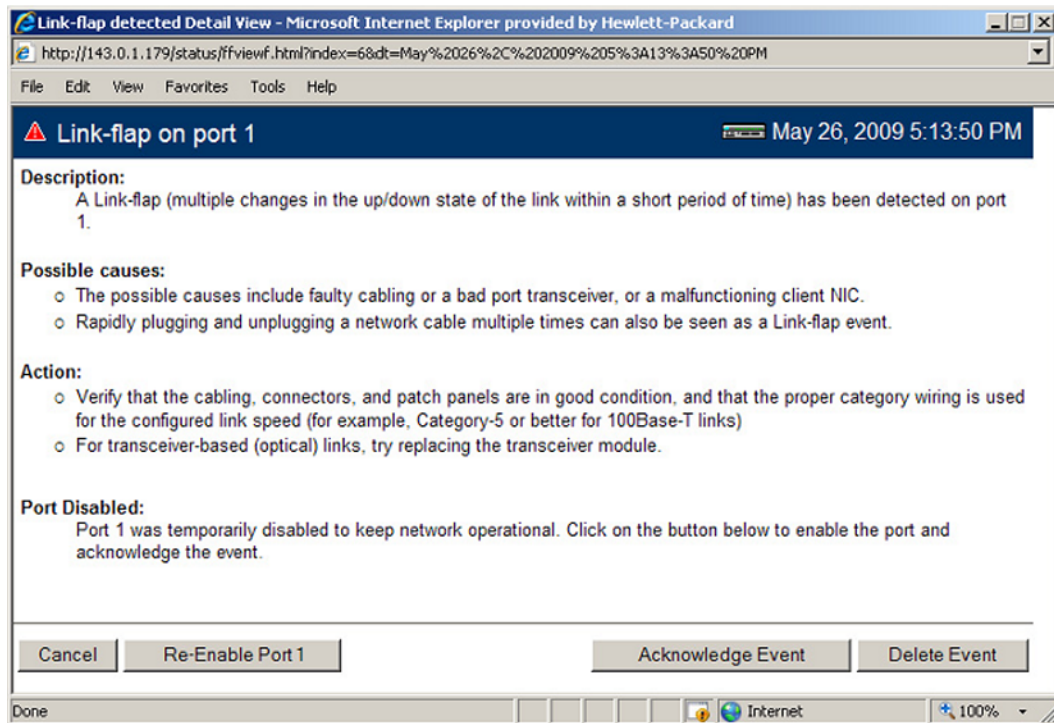 Link-flap detected Detail View - Microsoft Internet Explorer provided by Hewlett-Packard
http://143.0.1.179/status/ffviewf.html?index=6&dt=May%2026%2C%202009%205%3A13%3A50%20PM
File Edit View Favorites Tools Help
Link-flap on port 1
May 26, 2009 5:13:50 PM
Description:
A Link-flap (multiple changes in the up/down state of the link within a short period of time) has been detected on port
1.
Possible causes:
o The possible causes include faulty cabling or a bad port transceiver, or a malfunctioning client NIC.
o Rapidly plugging and unplugging a network cable multiple times can also be seen as a Link-flap event.
Action:
o Verify that the cabling, connectors, and patch panels are in good condition, and that the proper category wiring is used
for the configured link speed (for example, Category-5 or better for 100Base-T links)
o For transceiver-based (optical) links, try replacing the transceiver module.
Port Disabled:
Port 1 was temporarily disabled to keep network operational. Click on the button below to enable the port and
acknowledge the event.
Cancel
Re-Enable Port 1
Acknowledge Event
Delete Event
Done
Internet
100%